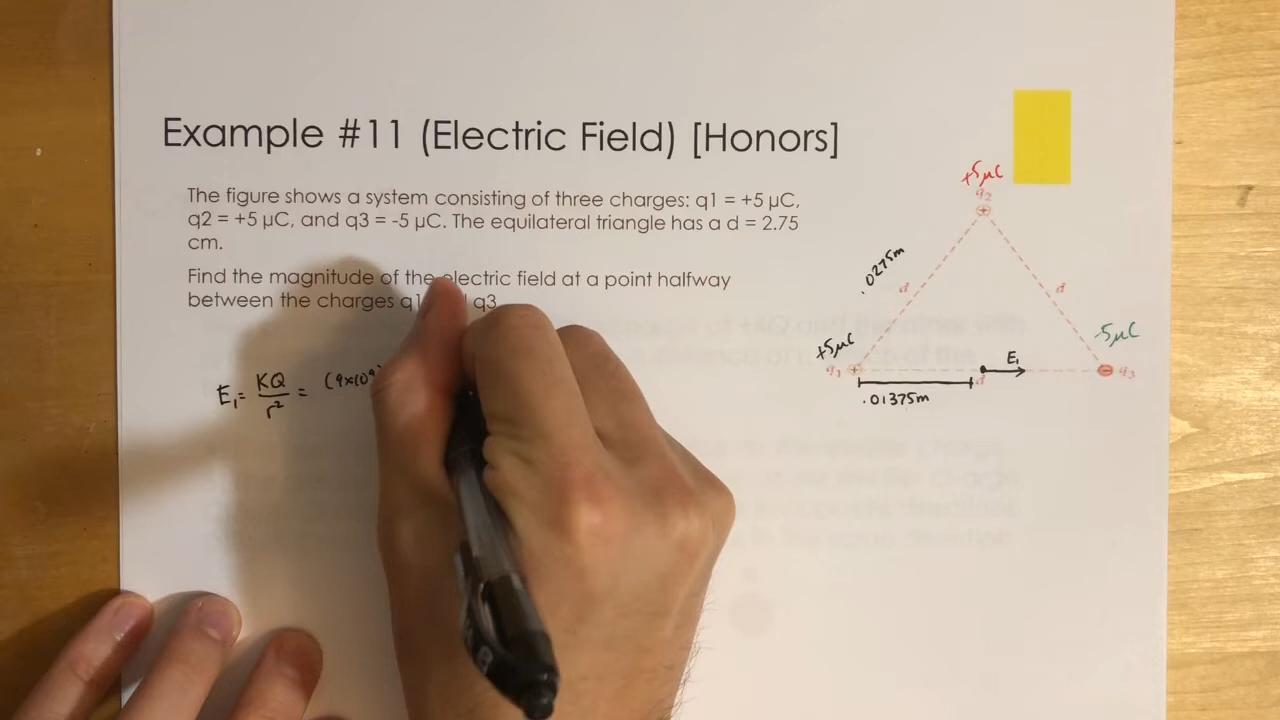 Example #11 (Electric Field) [Honors]
The figure shows a system consisting of three charges: q1 = +5 μC,
q2 = +5 μC, and q3 = -5 μC. The equilateral triangle has a d = 2.75
cm.
Find the magnitude of the electric field at a point halfway
between the charges q1 q3
E₁= KQ/r² = (9x10⁹
+5μC
q2
.0275m
d
d
-5μC
+5μC
q1
+
E₁
d
q3
.01375m